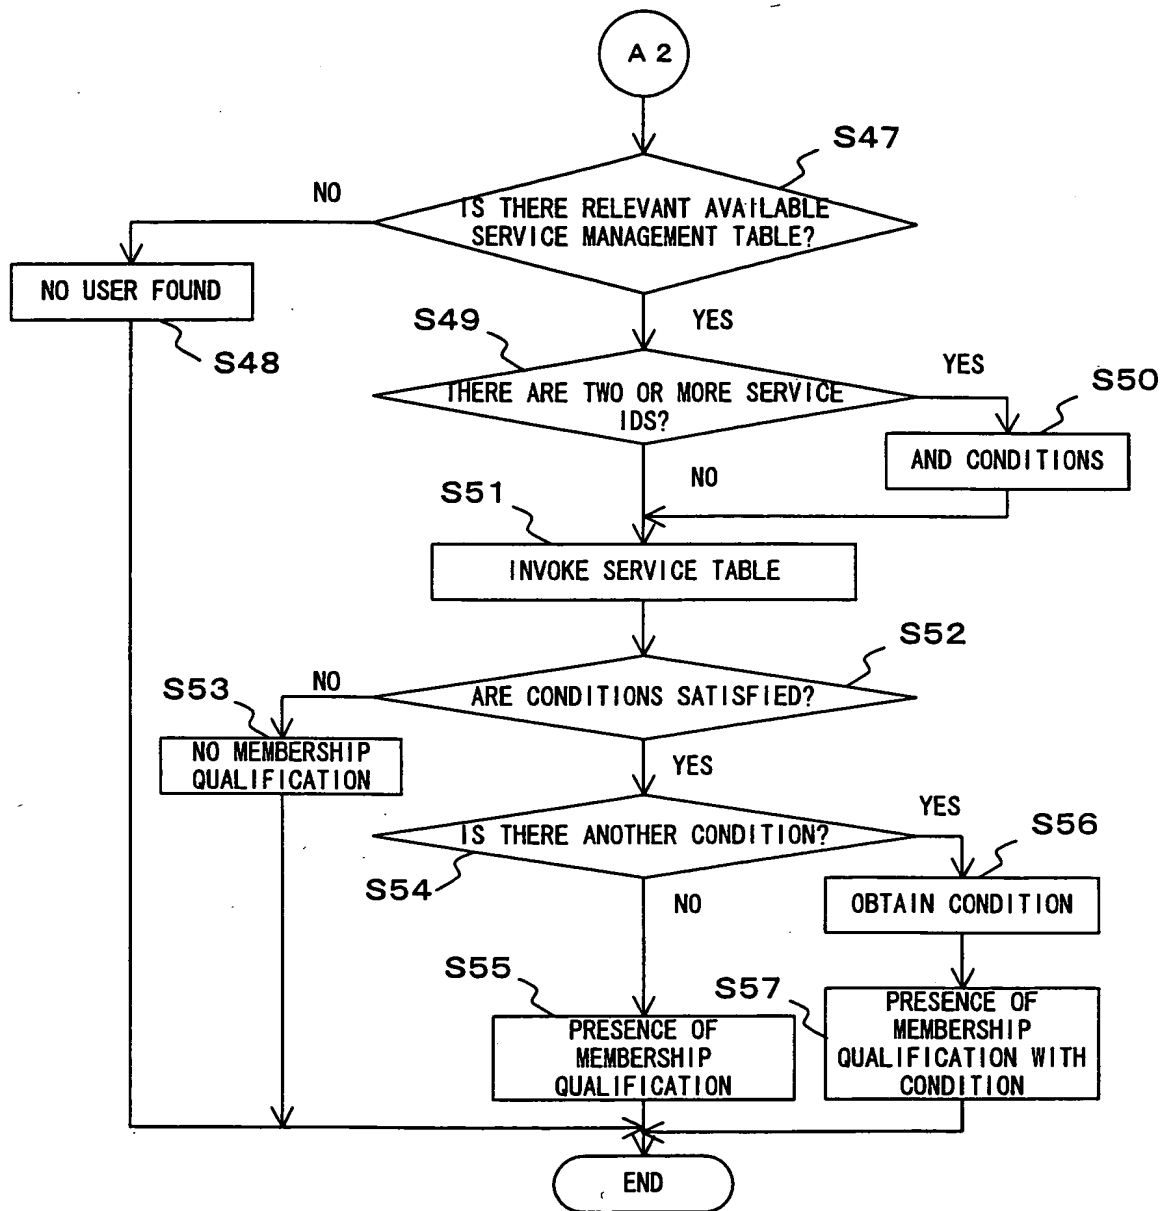 A 2
S47
NO
IS THERE RELEVANT AVAILABLE
SERVICE MANAGEMENT TABLE?
NO USER FOUND
S48
YES
S49
YES
THERE ARE TWO OR MORE SERVICE
IDS?
S50
AND CONDITIONS
NO
S51
INVOKE SERVICE TABLE
S52
NO
ARE CONDITIONS SATISFIED?
S53
NO MEMBERSHIP
QUALIFICATION
YES
YES
IS THERE ANOTHER CONDITION?
S56
S54
NO
OBTAIN CONDITION
S55
S57
PRESENCE OF
MEMBERSHIP
QUALIFICATION
PRESENCE OF
MEMBERSHIP
QUALIFICATION WITH
CONDITION
END